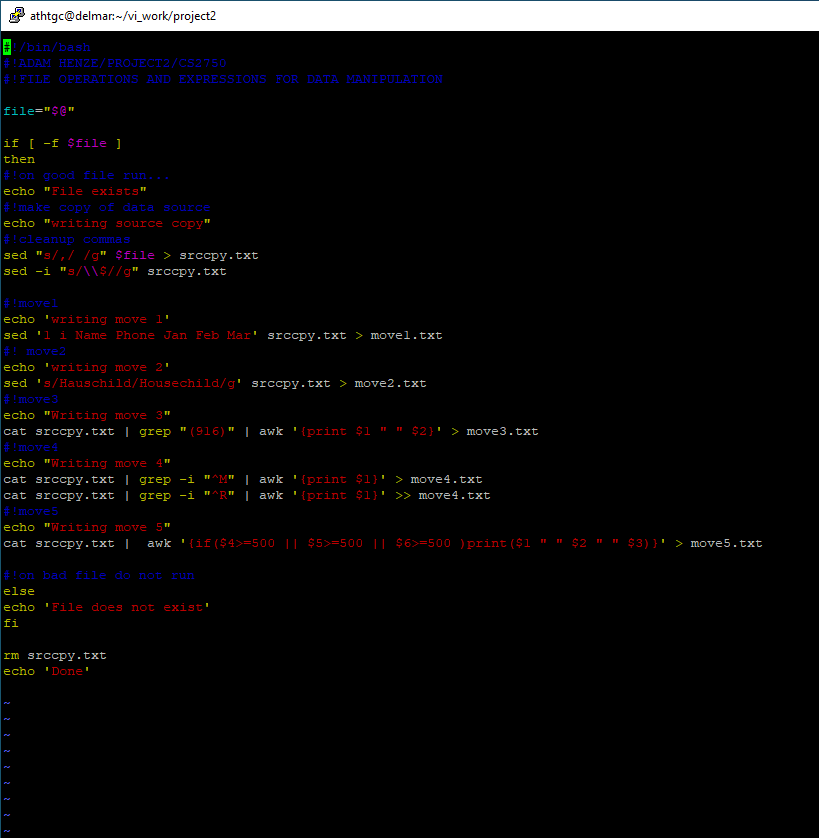 athtgc@delmar:~/vi_work/project2
#!/bin/bash
#!ADAM HENZE/PROJECT2/CS2750
#!FILE OPERATIONS AND EXPRESSIONS FOR DATA MANIPULATION
file="$@"
if [ -f $file ]
then
#!on good file run...
echo "File exists"
#!make copy of data source
echo "writing source copy"
#!cleanup commas
sed "s/,/ /g" $file > srccpy.txt
sed -i "s/\\$//g" srccpy.txt
#!move1
echo 'writing move 1'
sed '1 i Name Phone Jan Feb Mar' srccpy.txt > move1.txt
#! move2
echo 'writing move 2'
sed 's/Hauschild/Housechild/g' srccpy.txt > move2.txt
#!move3
echo "Writing move 3"
cat srccpy.txt | grep "(916)" | awk '{print $1 " " $2}' > move3.txt
#!move4
echo "Writing move 4"
cat srccpy.txt | grep -i "^M" | awk '{print $1}' > move4.txt
cat srccpy.txt | grep -i "^R" | awk '{print $1}' >> move4.txt
#!move5
echo "Writing move 5"
cat srccpy.txt |  awk '{if($4>=500 || $5>=500 || $6>=500 )print($1 " " $2 " " $3)}' > move5.txt
#!on bad file do not run
else
echo 'File does not exist'
fi
rm srccpy.txt
echo 'Done'
~
~
~
~
~
~
~
~
~